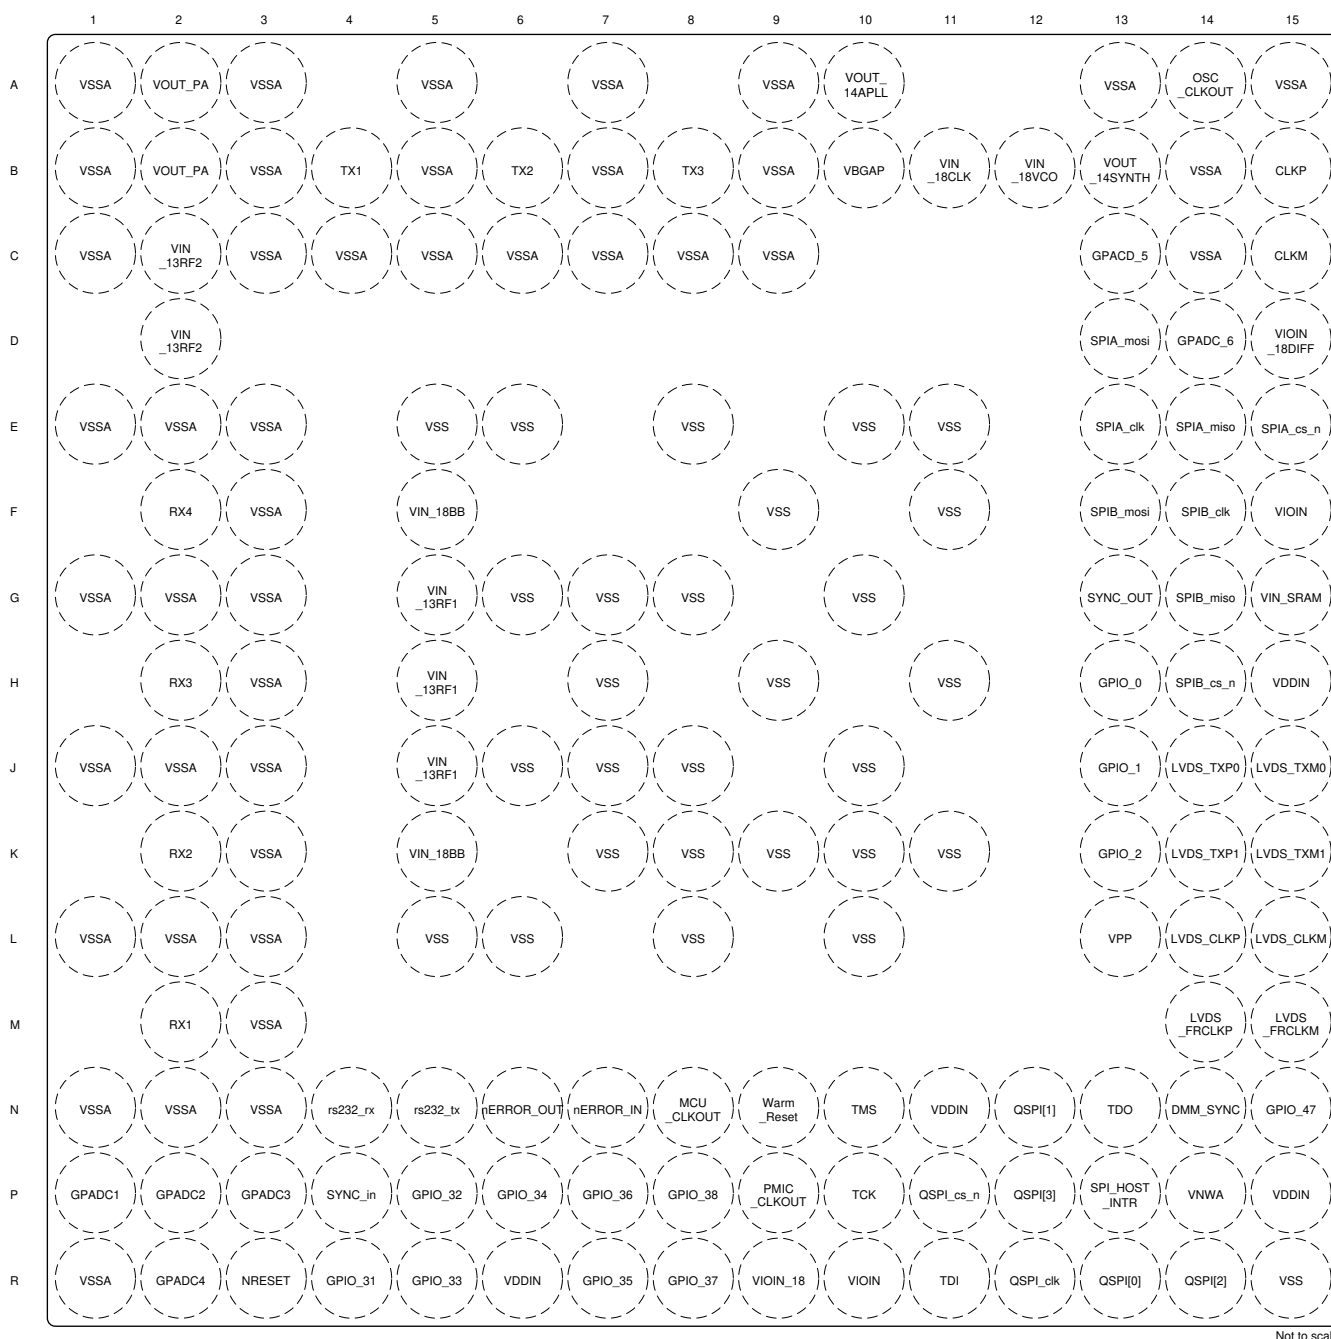 1 2 3 4 5 6 7 8 9 10 11 12 13 14 15
A VSSA VOUT_PA VSSA VSSA VSSA VSSA VOUT_ 14APLL VSSA OSC _CLKOUT VSSA
B VSSA VOUT_PA VSSA TX1 VSSA TX2 VSSA TX3 VSSA VBGAP VIN _18CLK VIN _18VCO VOUT _14SYNTH VSSA CLKP
C VSSA VIN _13RF2 VSSA VSSA VSSA VSSA VSSA VSSA VSSA GPACD_5 VSSA CLKM
D VIN _13RF2 SPIA_mosi GPADC_6 VIOIN _18DIFF
E VSSA VSSA VSSA VSS VSS VSS VSS VSS SPIA_clk SPIA_miso SPIA_cs_n
F RX4 VSSA VIN_18BB VSS VSS SPIB_mosi SPIB_clk VIOIN
G VSSA VSSA VSSA VIN _13RF1 VSS VSS VSS VSS SYNC_OUT SPIB_miso VIN_SRAM
H RX3 VSSA VIN _13RF1 VSS VSS VSS GPIO_0 SPIB_cs_n VDDIN
J VSSA VSSA VSSA VIN _13RF1 VSS VSS VSS VSS GPIO_1 LVDS_TXP0 LVDS_TXM0
K RX2 VSSA VIN_18BB VSS VSS VSS VSS VSS GPIO_2 LVDS_TXP1 LVDS_TXM1
L VSSA VSSA VSSA VSS VSS VSS VSS VPP LVDS_CLKP LVDS_CLKM
M RX1 VSSA LVDS _FRCLKP LVDS _FRCLKM
N VSSA VSSA VSSA rs232_rx rs232_tx nERROR_OUT nERROR_IN MCU _CLKOUT Warm _Reset TMS VDDIN QSPI[1] TDO DMM_SYNC GPIO_47
P GPADC1 GPADC2 GPADC3 SYNC_in GPIO_32 GPIO_34 GPIO_36 GPIO_38 PMIC _CLKOUT TCK QSPI_cs_n QSPI[3] SPI_HOST _INTR VNWA VDDIN
R VSSA GPADC4 NRESET GPIO_31 GPIO_33 VDDIN GPIO_35 GPIO_37 VIOIN_18 VIOIN TDI QSPI_clk QSPI[0] QSPI[2] VSS
Not to